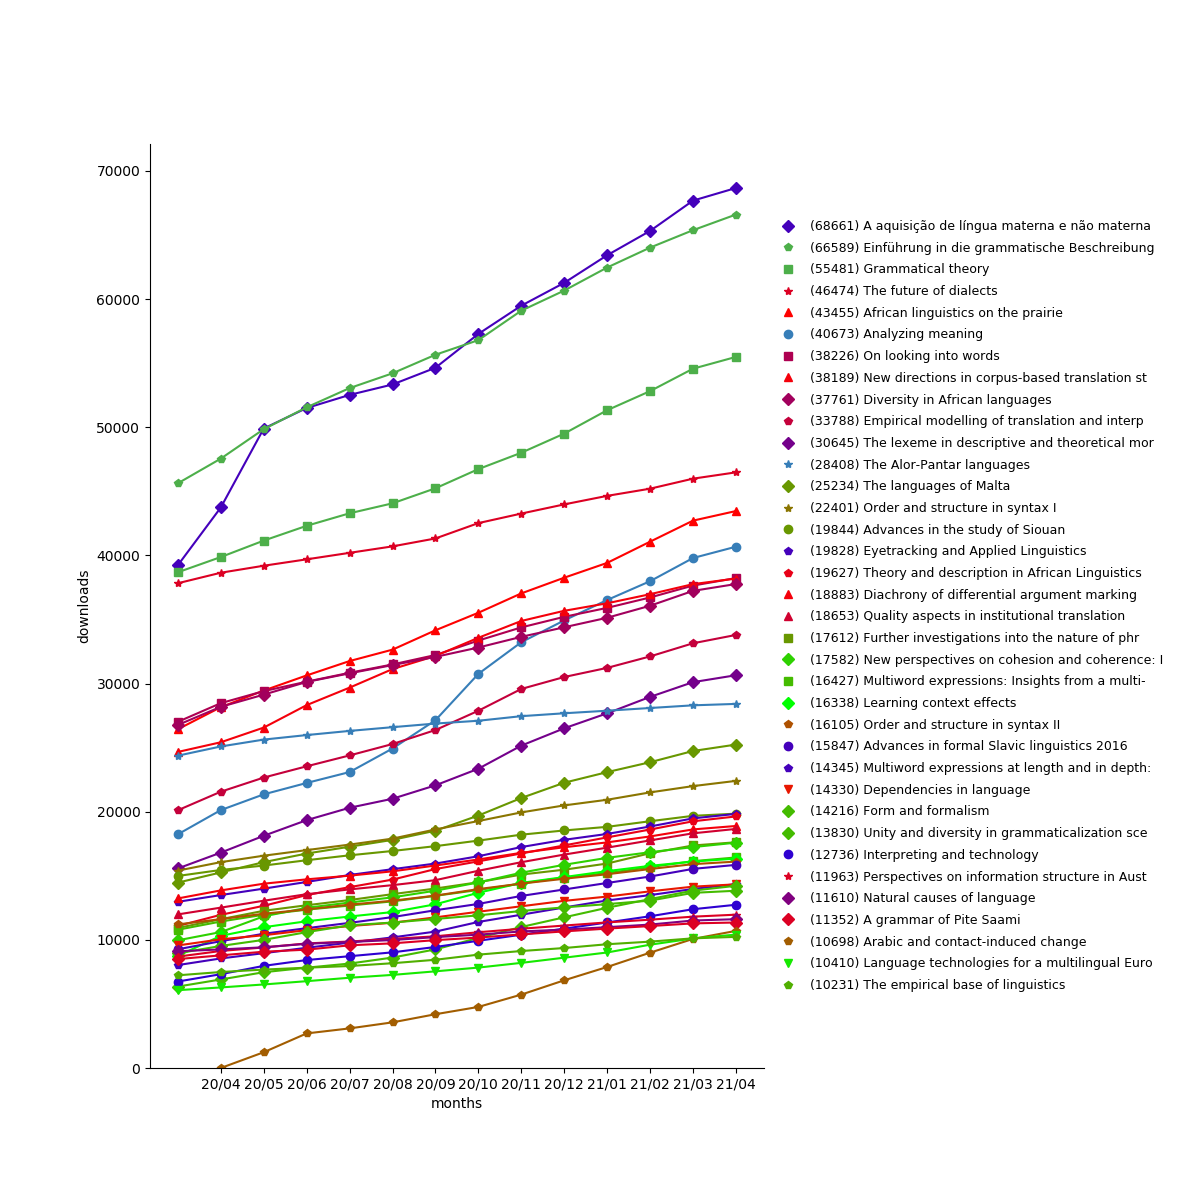 70000
60000
50000
40000
30000
20000
10000
0
downloads
20/04 20/05 20/06 20/07 20/08 20/09 20/10 20/11 20/12 21/01 21/02 21/03 21/04
months
(68661) A aquisição de língua materna e não materna
(66589) Einführung in die grammatische Beschreibung
(55481) Grammatical theory
(46474) The future of dialects
(43455) African linguistics on the prairie
(40673) Analyzing meaning
(38226) On looking into words
(38189) New directions in corpus-based translation st
(37761) Diversity in African languages
(33788) Empirical modelling of translation and interp
(30645) The lexeme in descriptive and theoretical mor
(28408) The Alor-Pantar languages
(25234) The languages of Malta
(22401) Order and structure in syntax I
(19844) Advances in the study of Siouan
(19828) Eyetracking and Applied Linguistics
(19627) Theory and description in African Linguistics
(18883) Diachrony of differential argument marking
(18653) Quality aspects in institutional translation
(17612) Further investigations into the nature of phr
(17582) New perspectives on cohesion and coherence: I
(16427) Multiword expressions: Insights from a multi-
(16338) Learning context effects
(16105) Order and structure in syntax II
(15847) Advances in formal Slavic linguistics 2016
(14345) Multiword expressions at length and in depth:
(14330) Dependencies in language
(14216) Form and formalism
(13830) Unity and diversity in grammaticalization sce
(12736) Interpreting and technology
(11963) Perspectives on information structure in Aust
(11610) Natural causes of language
(11352) A grammar of Pite Saami
(10698) Arabic and contact-induced change
(10410) Language technologies for a multilingual Euro
(10231) The empirical base of linguistics